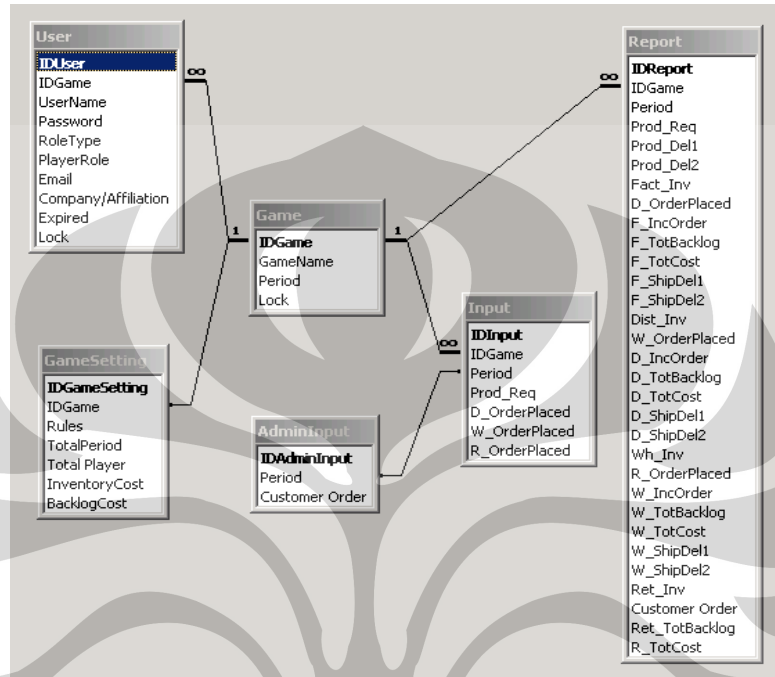 User
IDUser
IDGame
UserName
Password
RoleType
PlayerRole
Email
Company/Affiliation
Expired
Lock
∞
1
Game
IDGame
GameName
Period
Lock
1
GameSetting
IDGameSetting
IDGame
Rules
TotalPeriod
Total Player
InventoryCost
BacklogCost
AdminInput
IDAdminInput
Period
Customer Order
Input
∞
IDInput
IDGame
Period
Prod_Req
D_OrderPlaced
W_OrderPlaced
R_OrderPlaced
Report
∞
IDReport
IDGame
Period
Prod_Req
Prod_Del1
Prod_Del2
Fact_Inv
D_OrderPlaced
F_IncOrder
F_TotBacklog
F_TotCost
F_ShipDel1
F_ShipDel2
Dist_Inv
W_OrderPlaced
D_IncOrder
D_TotBacklog
D_TotCost
D_ShipDel1
D_ShipDel2
Wh_Inv
R_OrderPlaced
W_IncOrder
W_TotBacklog
W_TotCost
W_ShipDel1
W_ShipDel2
Ret_Inv
Customer Order
Ret_TotBacklog
R_TotCost